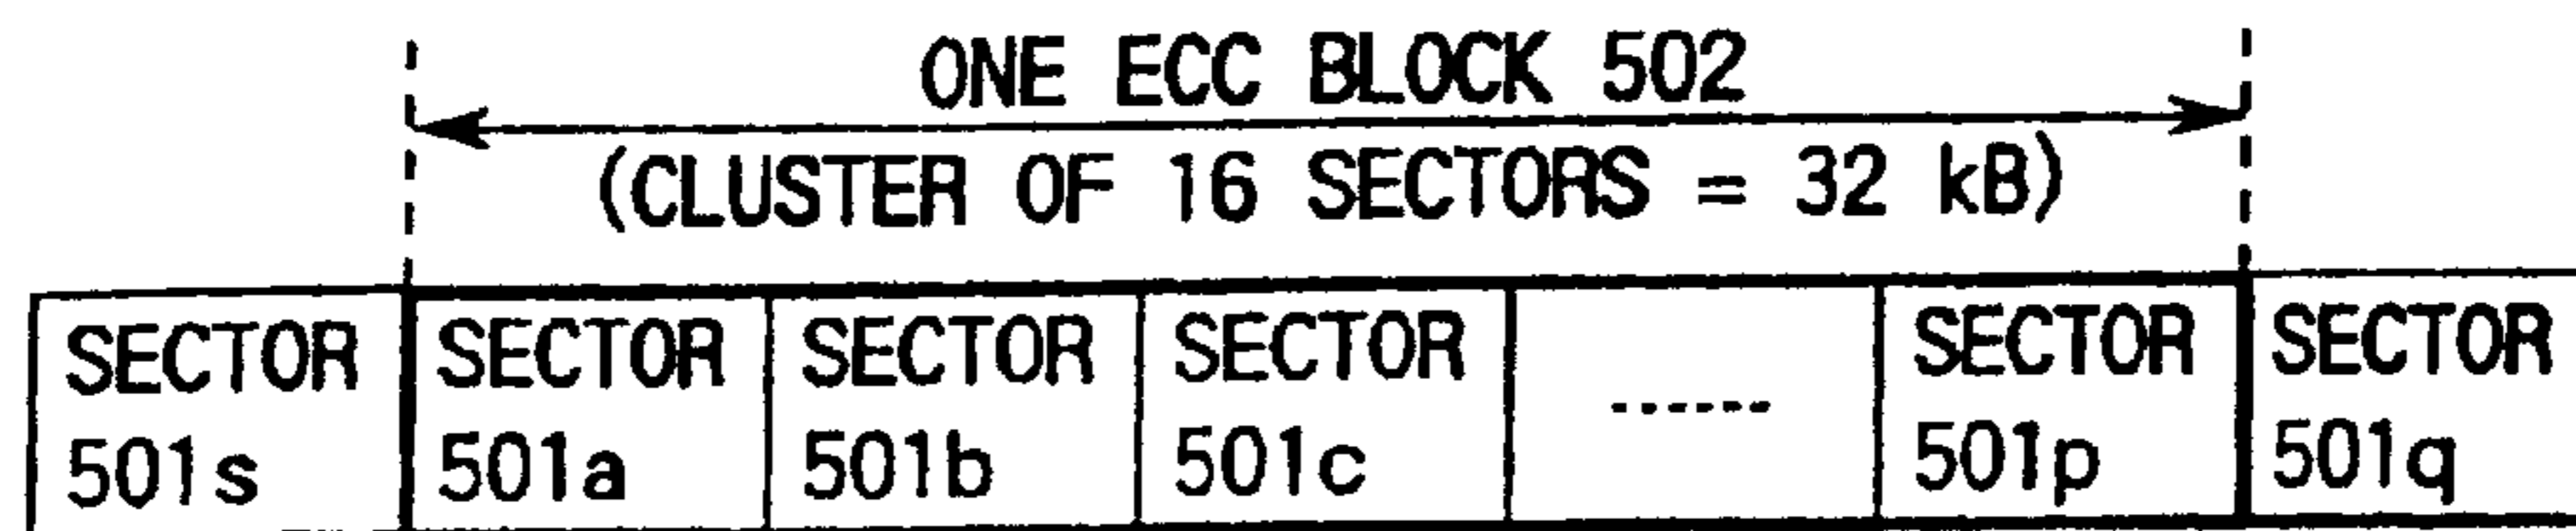 ONE ECC BLOCK 502
(CLUSTER OF 16 SECTORS = 32 kB)
SECTOR SECTOR SECTOR SECTOR ...... SECTOR SECTOR
501s 501a 501b 501c 501p 501q